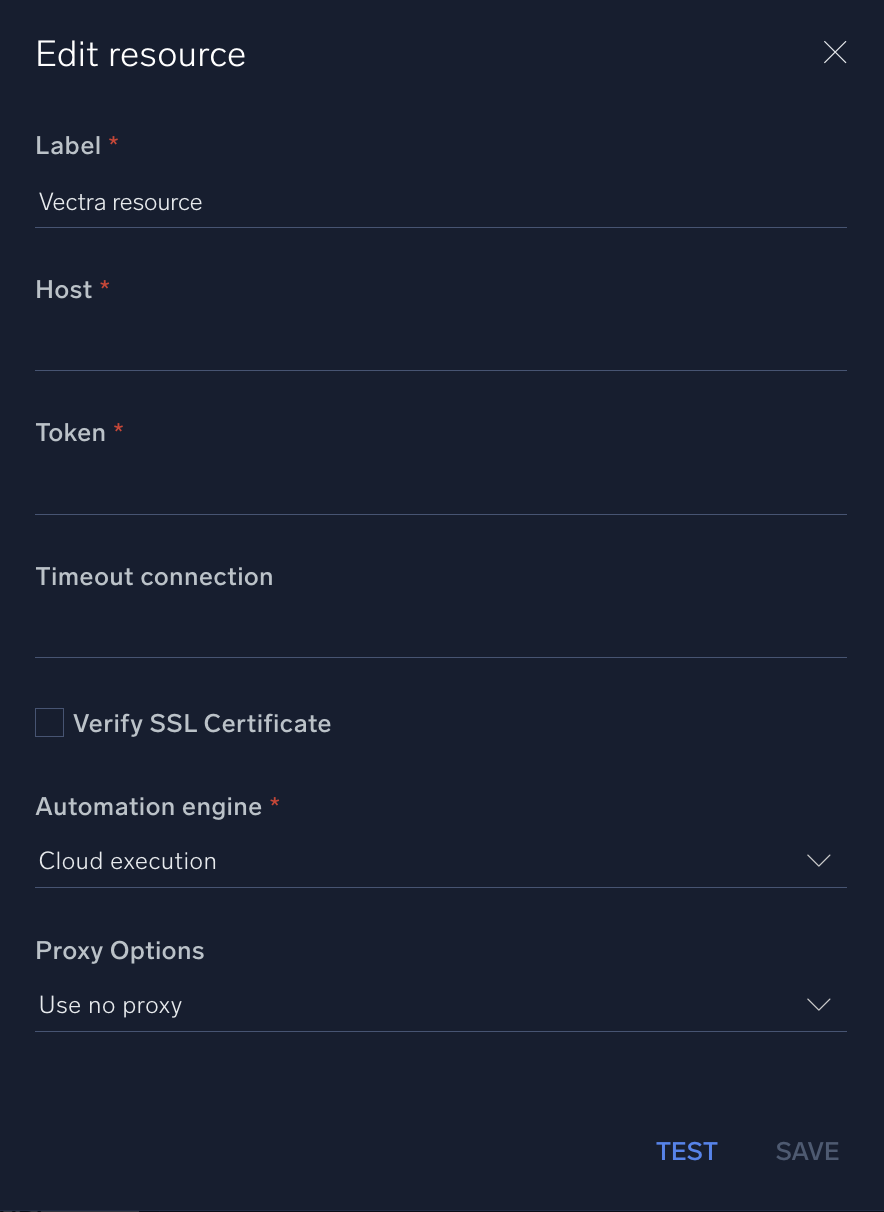 Edit resource
Label *
Vectra resource
Host *
Token *
Timeout connection
Verify SSL Certificate
Automation engine *
Cloud execution
Proxy Options
Use no proxy
TEST SAVE